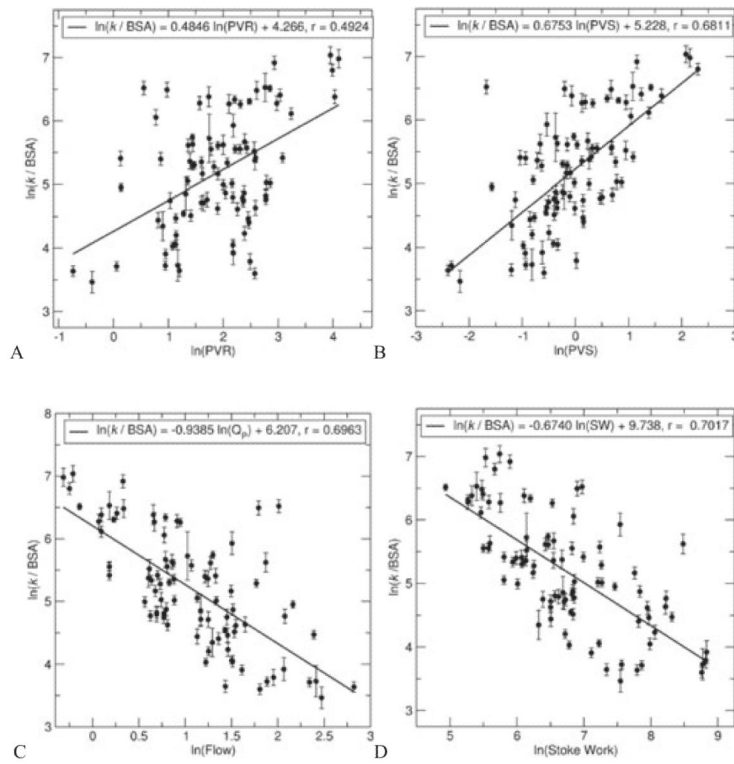 ln(k / BSA) = 0.4846 ln(PVR) + 4.266, r = 0.4924
7
6
5
4
3
ln(k / BSA)
-1
0
1
2
3
4
ln(PVR)
A
ln(k / BSA) = 0.6753 ln(PVS) + 5.228, r = 0.6811
7
6
5
4
3
ln(k / BSA)
-3
-2
-1
0
1
2
3
ln(PVS)
B
ln(k / BSA) = -0.9385 ln(Qp) + 6.207, r = 0.6963
8
7
6
5
4
3
ln(k / BSA)
0
0.5
1
1.5
2
2.5
3
ln(Flow)
C
ln(k / BSA) = -0.6740 ln(SW) + 9.738, r = 0.7017
7
6
5
4
3
ln(k /BSA)
5
6
7
8
9
ln(Stoke Work)
D